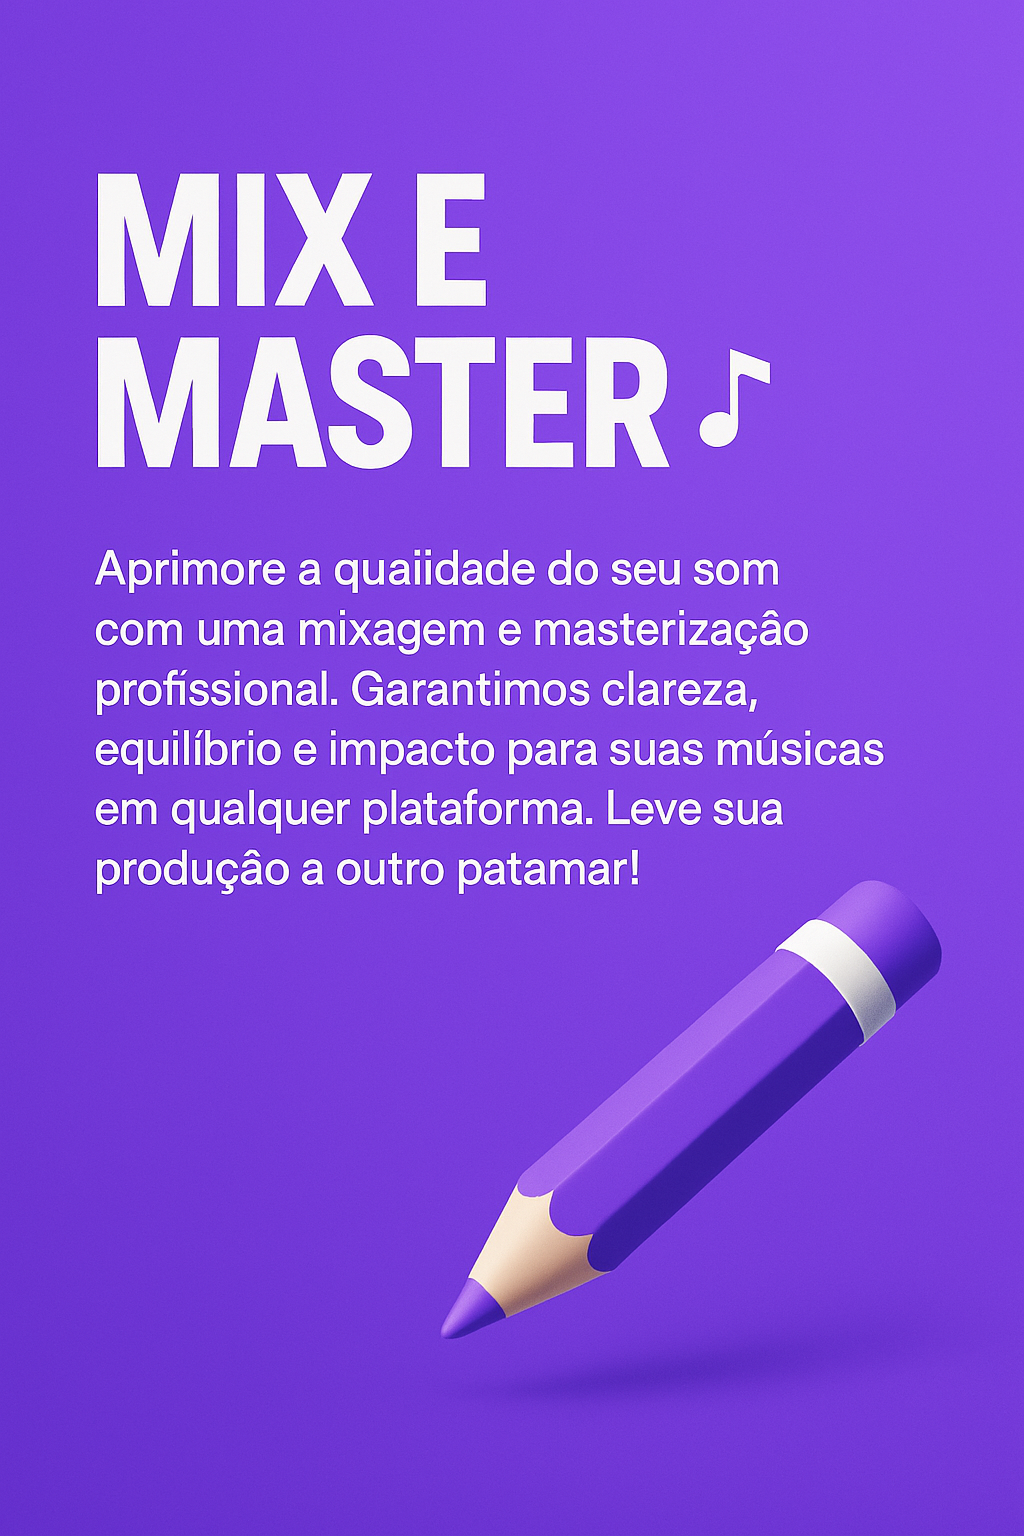 MIX E
MASTER
Aprimore a quaiidade do seu som
com uma mixagem e masterizaçâo
profíssional. Garantimos clareza,
equilíbrio e impacto para suas músicas
em qualquer plataforma. Leve sua
produçâo a outro patamar!